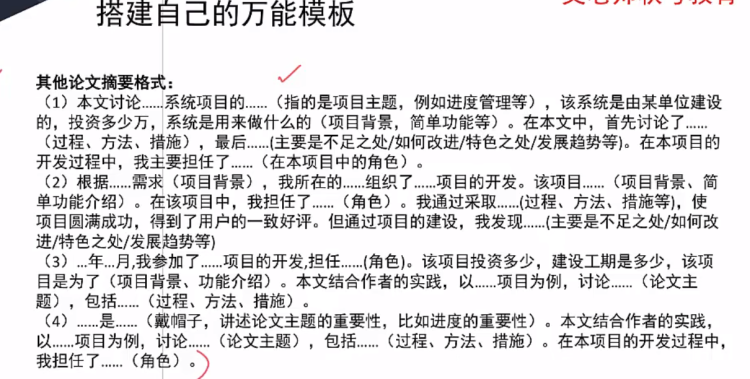 搭建自己的万能模板
其他论文摘要格式：
（1）本文讨论……系统项目的……（指的是项目主题，例如进度管理等），该系统是由某单位建设
的，投资多少万，系统是用来做什么的（项目背景，简单功能等）。在本文中，首先讨论了……
（过程、方法、措施），最后……(主要是不足之处/如何改进/特色之处/发展趋势等)。在本项目的
开发过程中，我主要担任了……（在本项目中的角色）。
（2）根据……需求（项目背景），我所在的……组织了……项目的开发。该项目……（项目背景、简
单功能介绍）。在该项目中，我担任了……（角色）。我通过采取……(过程、方法、措施等)，使
项目圆满成功，得到了用户的一致好评。但通过项目的建设，我发现……(主要是不足之处/如何改
进/特色之处/发展趋势等)
（3）…年…月,我参加了……项目的开发,担任……(角色)。该项目投资多少，建设工期是多少，该项
目是为了（项目背景、功能介绍）。本文结合作者的实践，以……项目为例，讨论……（论文主
题），包括……（过程、方法、措施）。
（4）……是……（戴帽子，讲述论文主题的重要性，比如进度的重要性）。本文结合作者的实践，
以……项目为例，讨论……（论文主题），包括……（过程、方法、措施）。在本项目的开发过程中，
我担任了……（角色）。